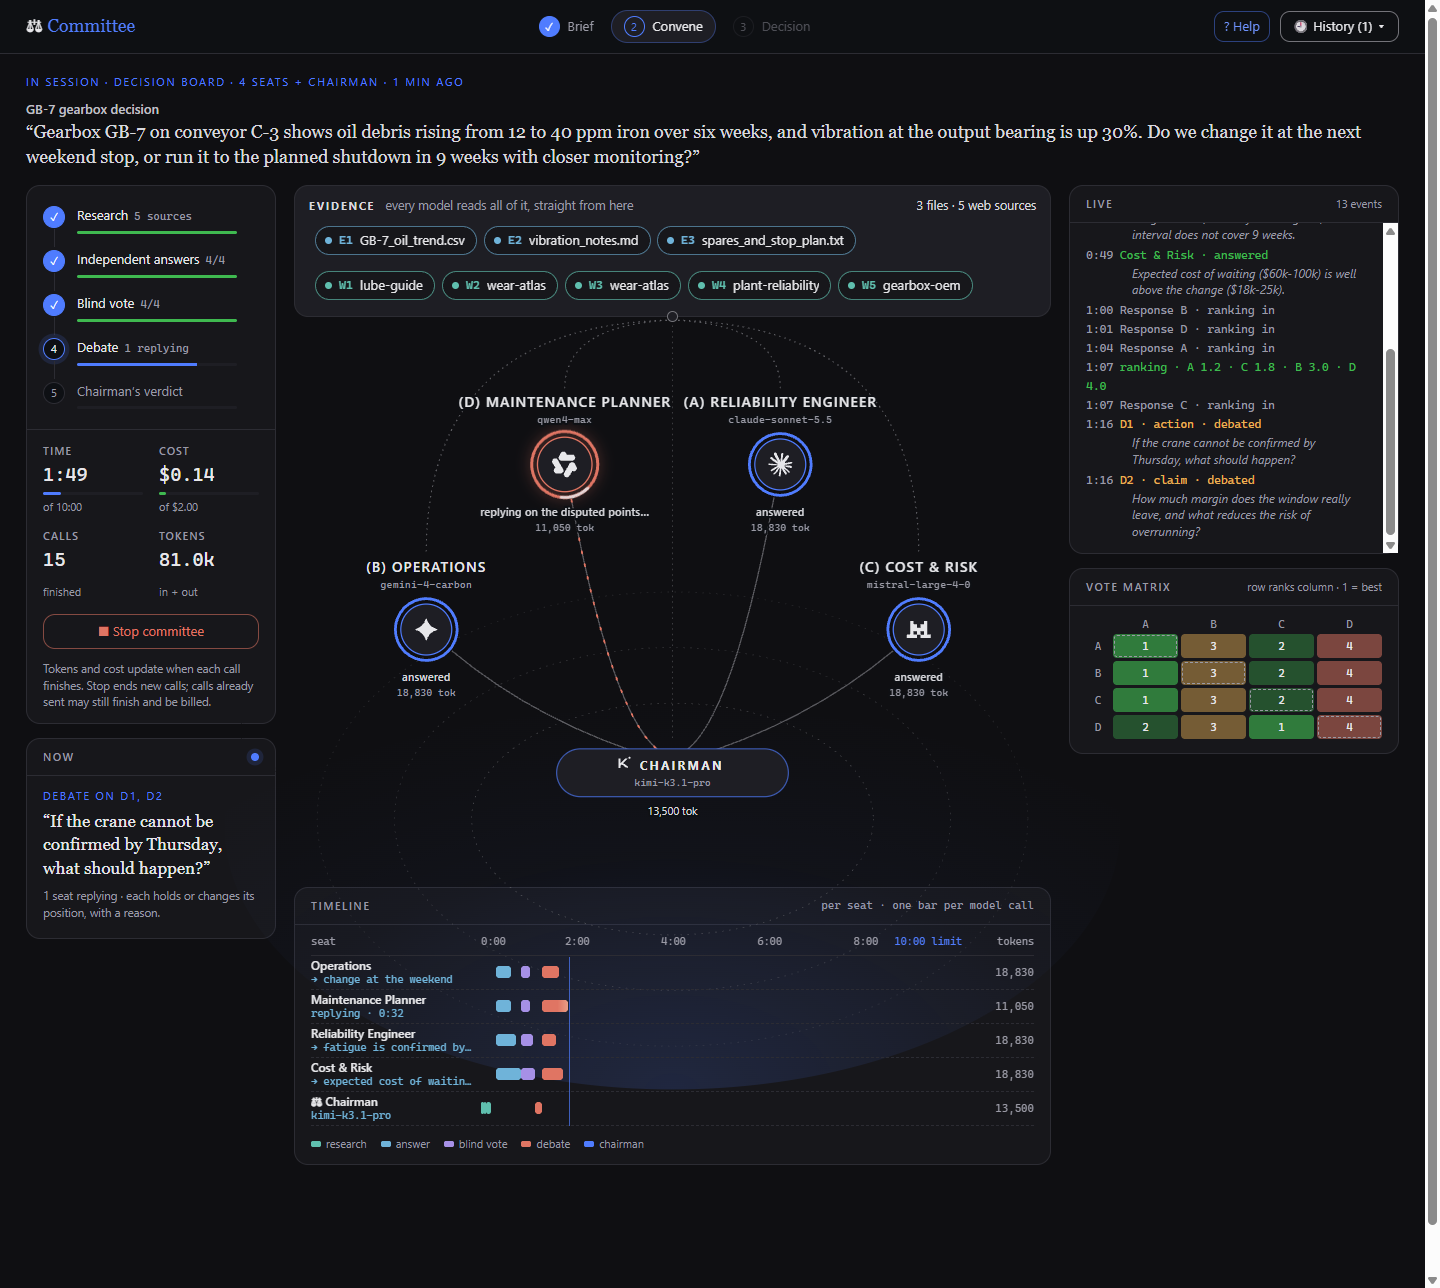 Committee
✓ Brief
2 Convene
3 Decision
? Help
History (1)
IN SESSION · DECISION BOARD · 4 SEATS + CHAIRMAN · 1 MIN AGO
GB-7 gearbox decision
“Gearbox GB-7 on conveyor C-3 shows oil debris rising from 12 to 40 ppm iron over six weeks, and vibration at the output bearing is up 30%. Do we change it at the next
weekend stop, or run it to the planned shutdown in 9 weeks with closer monitoring?”
✓ Research 5 sources
✓ Independent answers 4/4
✓ Blind vote 4/4
4 Debate 1 replying
5 Chairman's verdict
TIME COST
1:49 $0.14
of 10:00 of $2.00
CALLS TOKENS
15 81.0k
finished in + out
Stop committee
Tokens and cost update when each call
finishes. Stop ends new calls; calls already
sent may still finish and be billed.
NOW
DEBATE ON D1, D2
“If the crane cannot be
confirmed by Thursday,
what should happen?”
1 seat replying · each holds or changes its
position, with a reason.
EVIDENCE every model reads all of it, straight from here 3 files · 5 web sources
E1 GB-7_oil_trend.csv E2 vibration_notes.md E3 spares_and_stop_plan.txt
W1 lube-guide W2 wear-atlas W3 wear-atlas W4 plant-reliability W5 gearbox-oem
(D) MAINTENANCE PLANNER
qwen4-max
replying on the disputed points...
11,050 tok
(A) RELIABILITY ENGINEER
claude-sonnet-5.5
answered
18,830 tok
(B) OPERATIONS
gemini-4-carbon
answered
18,830 tok
(C) COST & RISK
mistral-large-4-0
answered
18,830 tok
CHAIRMAN
kimi-k3.1-pro
13,500 tok
TIMELINE per seat · one bar per model call
seat 0:00 2:00 4:00 6:00 8:00 10:00 limit tokens
Operations
→ change at the weekend 18,830
Maintenance Planner
replying · 0:32 11,050
Reliability Engineer
→ fatigue is confirmed by… 18,830
Cost & Risk
→ expected cost of waitin… 18,830
Chairman
kimi-k3.1-pro 13,500
research answer blind vote debate chairman
LIVE 13 events
interval does not cover 9 weeks.
0:49 Cost & Risk · answered
Expected cost of waiting ($60k-100k) is well
above the change ($18k-25k).
1:00 Response B · ranking in
1:01 Response D · ranking in
1:04 Response A · ranking in
1:07 ranking · A 1.2 · C 1.8 · B 3.0 · D
4.0
1:07 Response C · ranking in
1:16 D1 · action · debated
If the crane cannot be confirmed by
Thursday, what should happen?
1:16 D2 · claim · debated
How much margin does the window really
leave, and what reduces the risk of
overrunning?
VOTE MATRIX row ranks column · 1 = best
A B C D
A 1 3 2 4
B 1 3 2 4
C 1 3 2 4
D 2 3 1 4